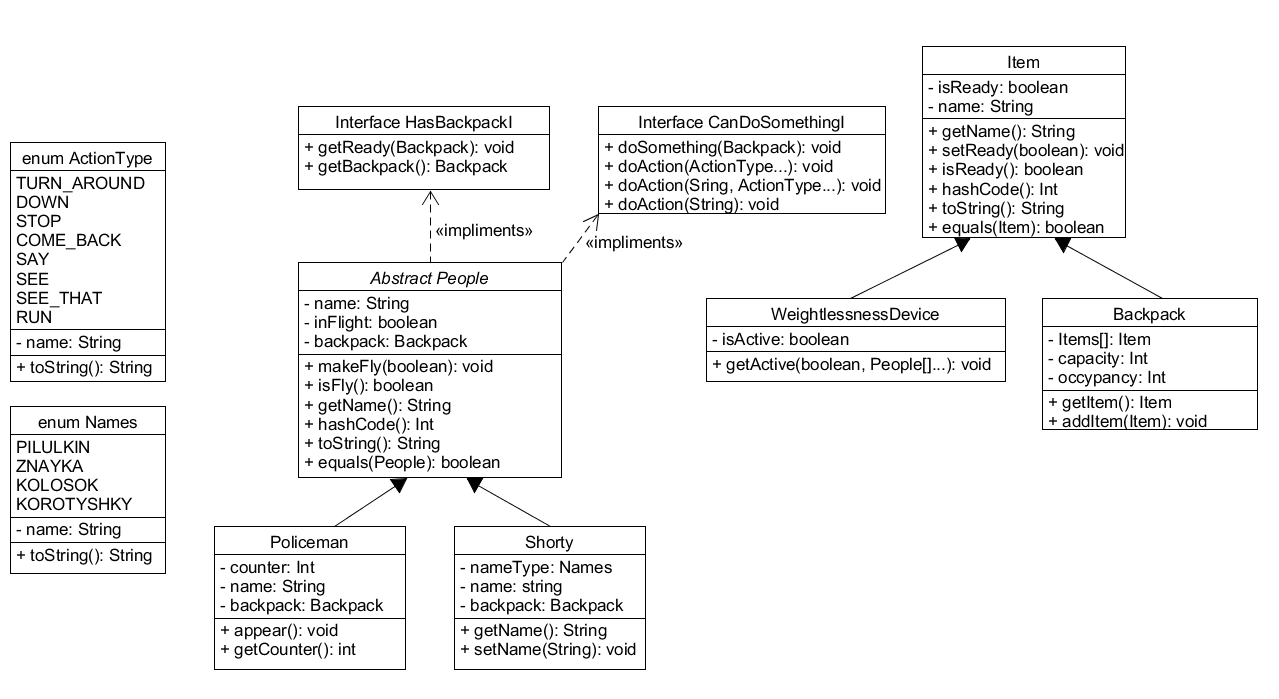 enum ActionType
TURN_AROUND
DOWN
STOP
COME_BACK
SAY
SEE
SEE_THAT
RUN
- name: String
+ toString(): String
enum Names
PILULKIN
ZNAYKA
KOLOSOK
KOROTYSHKY
- name: String
+ toString(): String
Interface HasBackpackI
+ getReady(Backpack): void
+ getBackpack(): Backpack
Interface CanDoSomethingI
+ doSomething(Backpack): void
+ doAction(ActionType...): void
+ doAction(Sring, ActionType...): void
+ doAction(String): void
«impliments»
«impliments»
Abstract People
- name: String
- inFlight: boolean
- backpack: Backpack
+ makeFly(boolean): void
+ isFly(): boolean
+ getName(): String
+ hashCode(): Int
+ toString(): String
+ equals(People): boolean
Policeman
- counter: Int
- name: String
- backpack: Backpack
+ appear(): void
+ getCounter(): int
Shorty
- nameType: Names
- name: string
- backpack: Backpack
+ getName(): String
+ setName(String): void
Item
- isReady: boolean
- name: String
+ getName(): String
+ setReady(boolean): void
+ isReady(): boolean
+ hashCode(): Int
+ toString(): String
+ equals(Item): boolean
WeightlessnessDevice
- isActive: boolean
+ getActive(boolean, People[]...): void
Backpack
- Items[]: Item
- capacity: Int
- occypancy: Int
+ getItem(): Item
+ addItem(Item): void